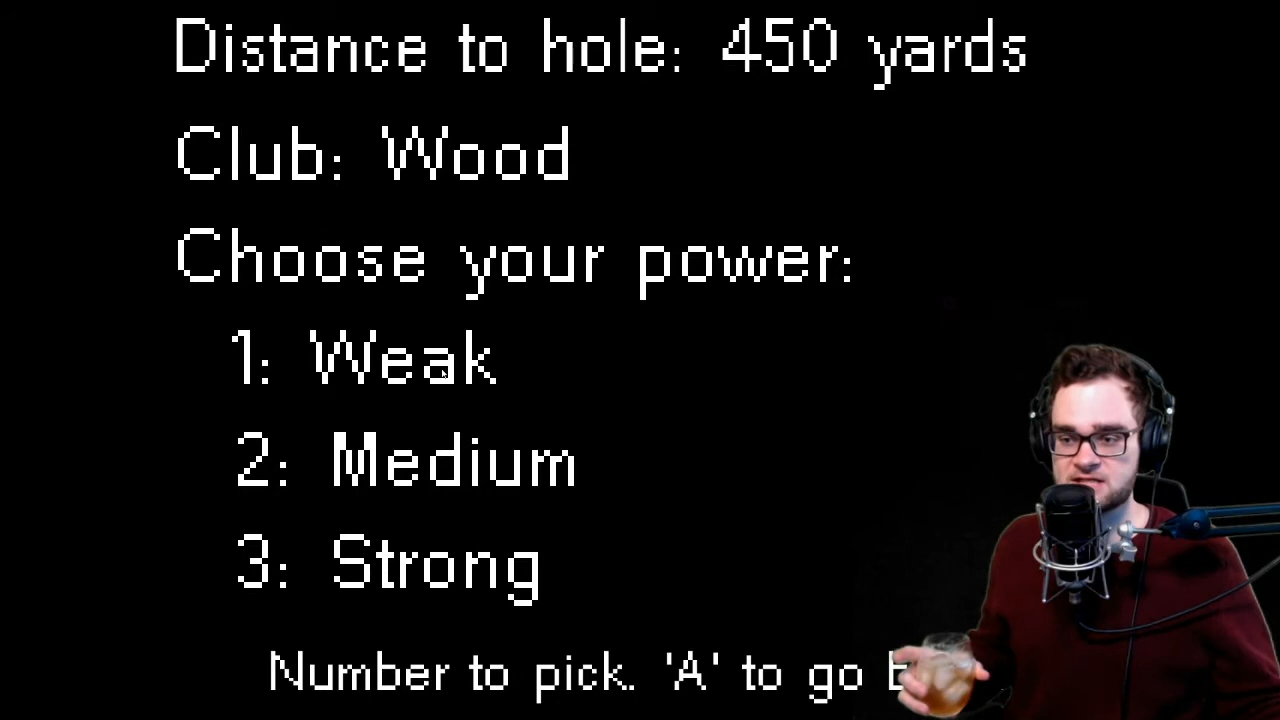 Distance to hole: 450 yards
Club: Wood
Choose your power:
1: Weak
2: Medium
3: Strong
Number to pick. 'A' to go